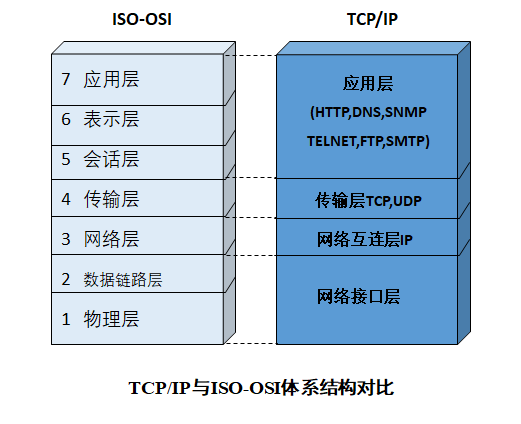 ISO-OSI
TCP/IP
7 应用层
6 表示层
5 会话层
4 传输层
3 网络层
2 数据链路层
1 物理层
应用层
(HTTP,DNS,SNMP
TELNET,FTP,SMTP)
传输层TCP,UDP
网络互连层IP
网络接口层
TCP/IP与ISO-OSI体系结构对比